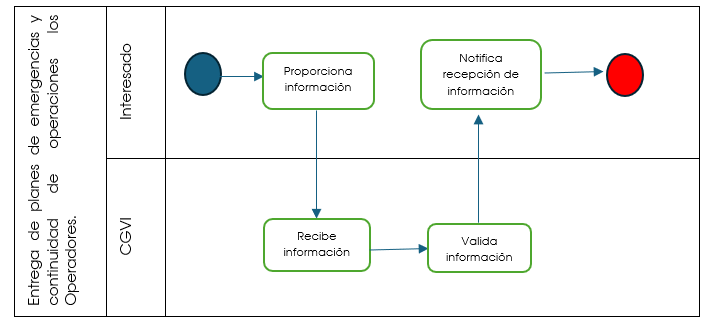 Entrega de planes de emergencias y
continuidad de operaciones los
Operadores.
Interesado
Proporciona
información
Notifica
recepción de
información
CGVI
Recibe
información
Valida
información